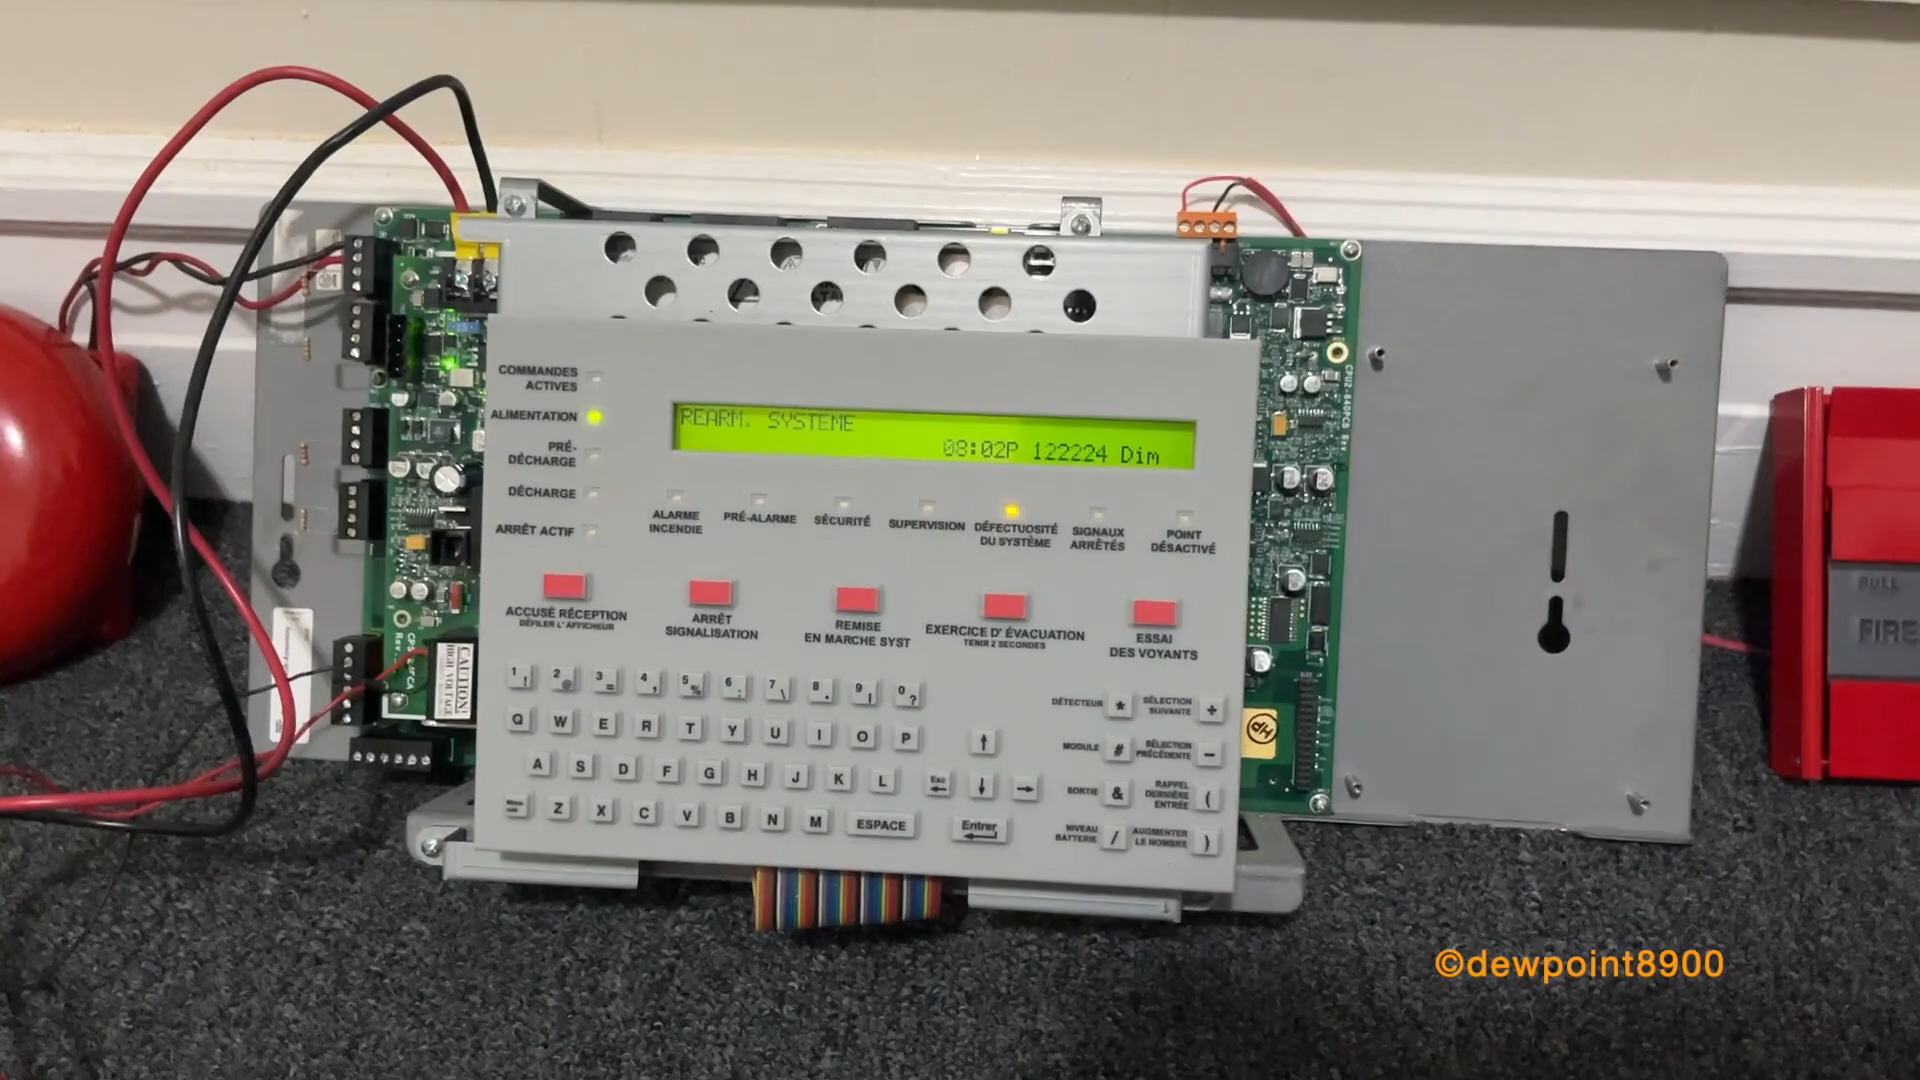 COMMANDES
ACTIVES
ALIMENTATION
PRÉ-
DÉCHARGE
DÉCHARGE
ARRÊT ACTIF
REARM. SYSTEME
08:02P 122224 Dim
ALARME
INCENDIE
PRÉ-ALARME
SÉCURITÉ
SUPERVISION
DÉFECTUOSITÉ
DU SYSTÈME
SIGNAUX
ARRÊTÉS
POINT
DÉSACTIVÉ
ACCUSÉ RÉCEPTION
DÉFILER L' AFFICHEUR
ARRÊT
SIGNALISATION
REMISE
EN MARCHE SYST
EXERCICE D' ÉVACUATION
TENIR 2 SECONDES
ESSAI
DES VOYANTS
1 ! 2 @ 3 = 4 , 5 % 6 : 7 \ 8 . 9 | 0 ?
Q W E R T Y U I O P
A S D F G H J K L
Z X C V B N M ESPACE
Esc
Entrer
DÉTECTEUR *
SÉLECTION
SUIVANTE +
MODULE #
SÉLECTION
PRÉCÉDENTE -
SORTIE &
RAPPEL
DERNIÈRE
ENTRÉE (
NIVEAU
BATTERIE /
AUGMENTER
LE NOMBRE )
CAUTION!
HIGH VOLTAGE
PULL
FIRE
©dewpoint8900